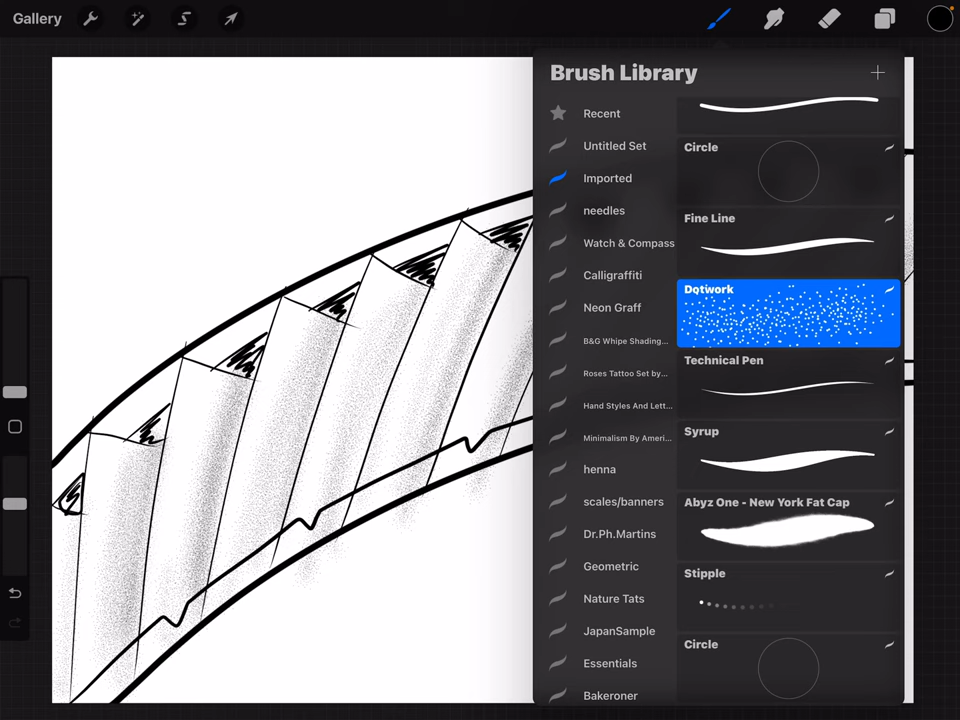 Gallery
Brush Library
Recent
Untitled Set
Imported
needles
Watch & Compass
Calligraffiti
Neon Graff
B&G Whipe Shading...
Roses Tattoo Set by...
Hand Styles And Lett...
Minimalism By Ameri...
henna
scales/banners
Dr.Ph.Martins
Geometric
Nature Tats
JapanSample
Essentials
Bakeroner
Circle
Fine Line
Dotwork
Technical Pen
Syrup
Abyz One - New York Fat Cap
Stipple
Circle